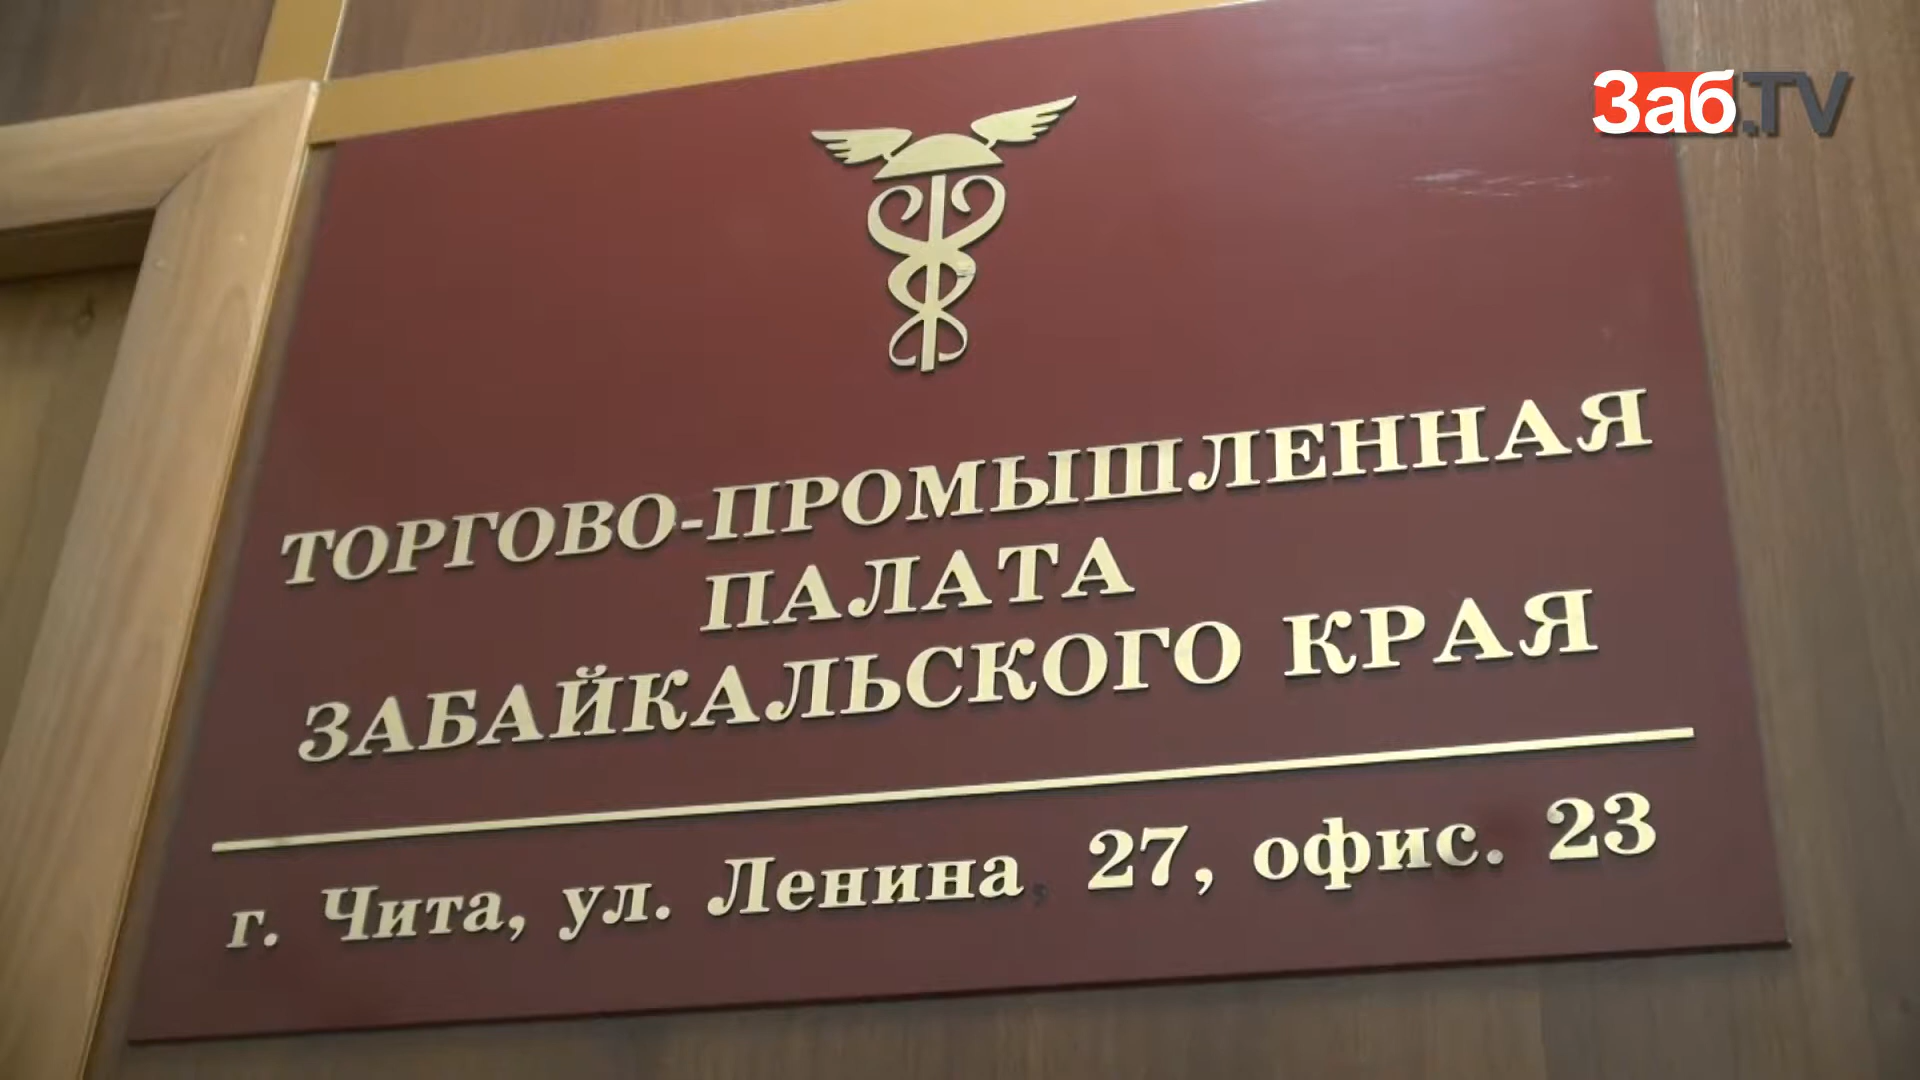 Заб.TV
ТОРГОВО-ПРОМЫШЛЕННАЯ
ПАЛАТА
ЗАБАЙКАЛЬСКОГО КРАЯ
г. Чита, ул. Ленина, 27, офис. 23